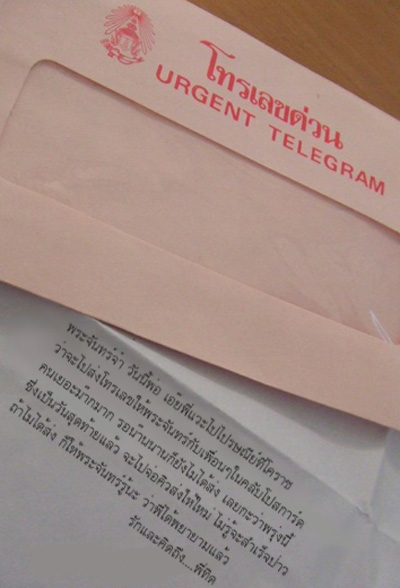 โทรเลขด่วน
URGENT TELEGRAM
พระจันทร์จ๋า วันนี้พ่อ เอ๊ยพี่แวะไปไปรษณีย์ที่โคราช
ว่าจะไปส่งโทรเลขให้พระจันทร์กับเพื่อนๆในคลับโปสการ์ด
คนเยอะมั่กมาก รอน๊านนานก็ยังไม่ได้ส่ง เลยกะว่าพรุ่งนี้
ซึ่งเป็นวันสุดท้ายแล้ว จะไปจ่อคิวส่งให้ใหม่ ไม่รู้จะสำเร็จปาว
ถ้าไม่ได้ส่ง ก็ให้พระจันทร์รู้นะ ว่าพี่ได้พยายามแล้ว
รักและคิดถึง....พี่ทิด